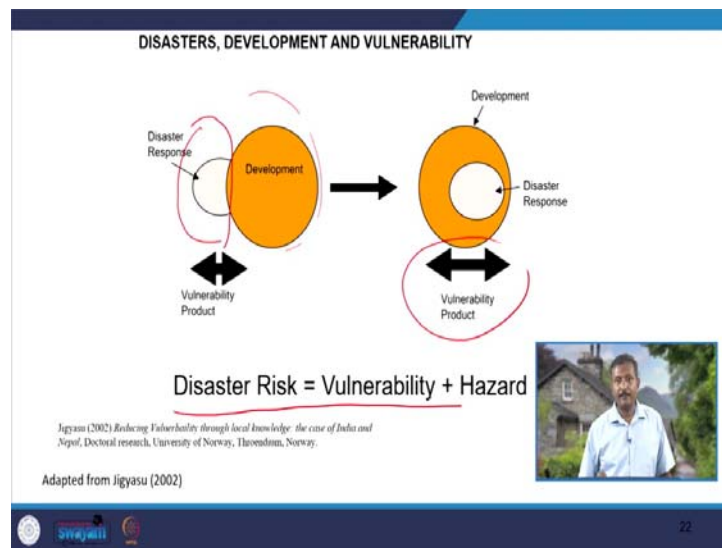 DISASTERS, DEVELOPMENT AND VULNERABILITY
Disaster
Response
Development
Vulnerability
Product
Development
Disaster
Response
Vulnerability
Product
Disaster Risk = Vulnerability + Hazard
Jigyasu (2002) Reducing Vulnerbatlity through local knowledge: the case of India and
Nepal, Doctoral research, University of Norway, Throendom, Norway.
Adapted from Jigyasu (2002)
swayam
22